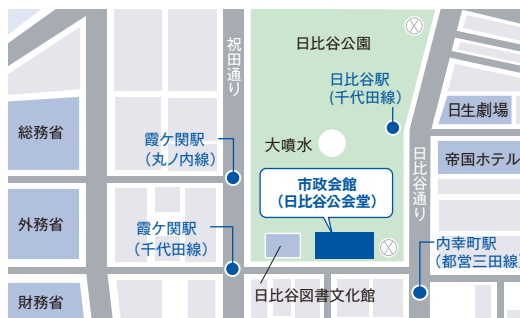 祝田通り
日比谷公園
日比谷駅
(千代田線)
日生劇場
総務省
霞ケ関駅
(丸ノ内線)
大噴水
日比谷通り
帝国ホテル
市政会館
(日比谷公会堂)
外務省
霞ケ関駅
(千代田線)
内幸町駅
(都営三田線)
日比谷図書文化館
財務省